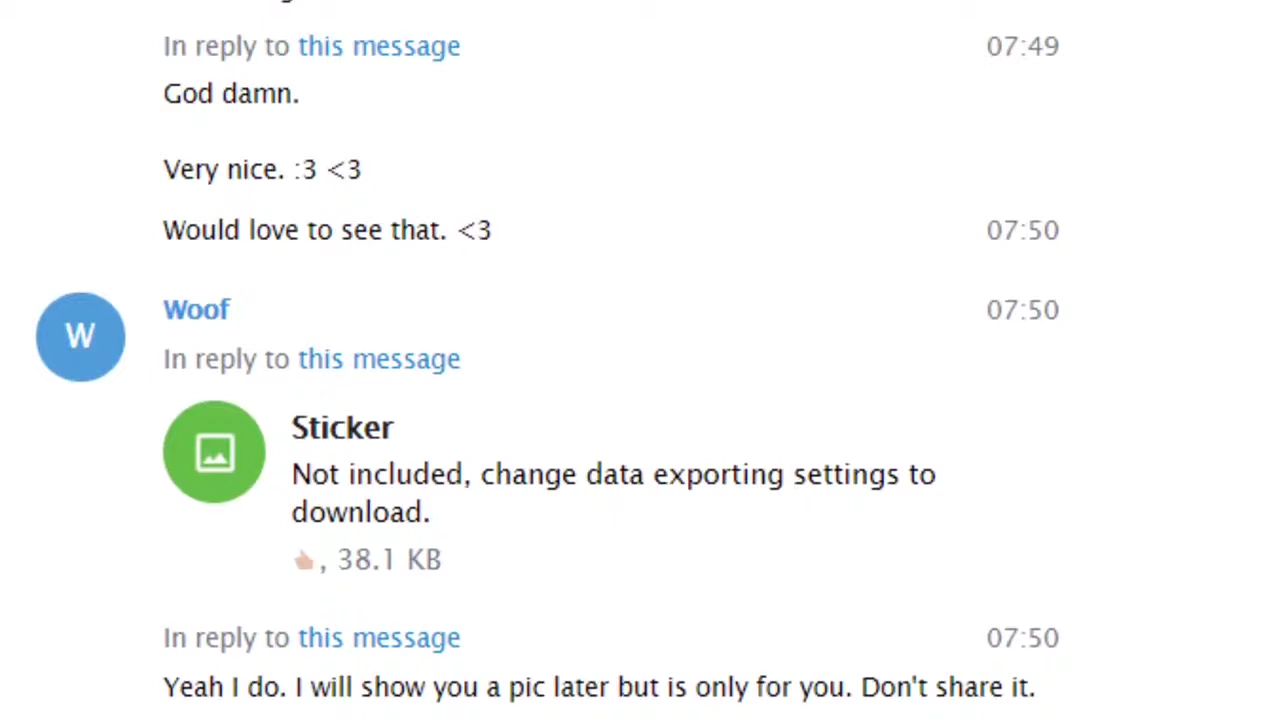 In reply to this message 07:49
God damn.
Very nice. :3 <3
Would love to see that. <3 07:50
W
Woof 07:50
In reply to this message
Sticker
Not included, change data exporting settings to
download.
, 38.1 KB
In reply to this message 07:50
Yeah I do. I will show you a pic later but is only for you. Don't share it.